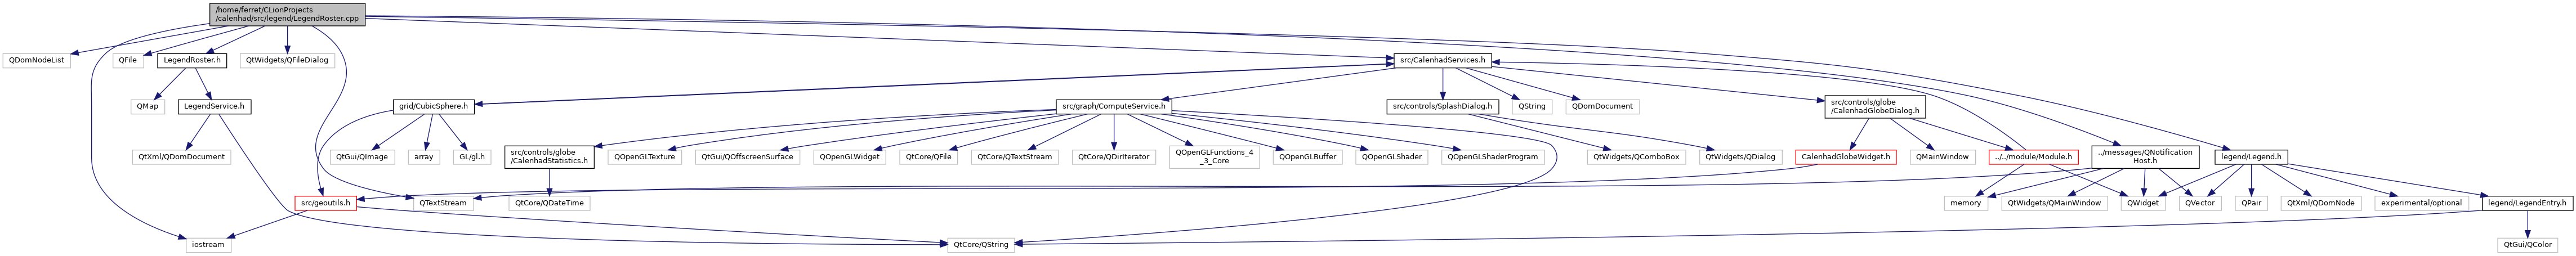 /home/ferret/CLionProjects
/calenhad/src/legend/LegendRoster.cpp
QDomNodeList
QFile
LegendRoster.h
QtWidgets/QFileDialog
src/CalenhadServices.h
QMap
LegendService.h
grid/CubicSphere.h
src/graph/ComputeService.h
src/controls/SplashDialog.h
QString
QDomDocument
src/controls/globe
/CalenhadGlobeDialog.h
QtXml/QDomDocument
QtGui/QImage
array
GL/gl.h
src/controls/globe
/CalenhadStatistics.h
QOpenGLTexture
QtGui/QOffscreenSurface
QOpenGLWidget
QtCore/QFile
QtCore/QTextStream
QtCore/QDirIterator
QOpenGLFunctions_4
_3_Core
QOpenGLBuffer
QOpenGLShader
QOpenGLShaderProgram
QtWidgets/QComboBox
QtWidgets/QDialog
CalenhadGlobeWidget.h
QMainWindow
../../module/Module.h
../messages/QNotification
Host.h
legend/Legend.h
src/geoutils.h
QTextStream
QtCore/QDateTime
memory
QtWidgets/QMainWindow
QWidget
QVector
QPair
QtXml/QDomNode
experimental/optional
legend/LegendEntry.h
iostream
QtCore/QString
QtGui/QColor